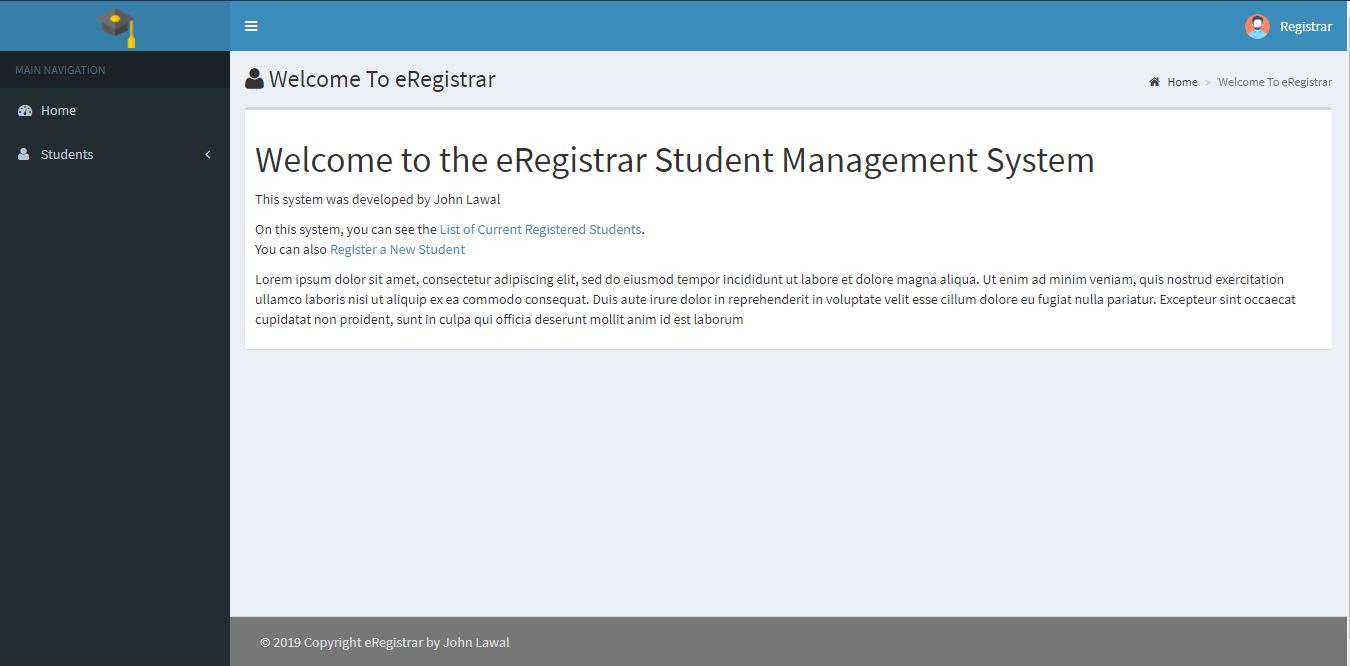 Registrar
MAIN NAVIGATION
Home
Students
Welcome To eRegistrar
Home > Welcome To eRegistrar
Welcome to the eRegistrar Student Management System
This system was developed by John Lawal
On this system, you can see the List of Current Registered Students.
You can also Register a New Student
Lorem ipsum dolor sit amet, consectetur adipiscing elit, sed do eiusmod tempor incididunt ut labore et dolore magna aliqua. Ut enim ad minim veniam, quis nostrud exercitation
ullamco laboris nisi ut aliquip ex ea commodo consequat. Duis aute irure dolor in reprehenderit in voluptate velit esse cillum dolore eu fugiat nulla pariatur. Excepteur sint occaecat
cupidatat non proident, sunt in culpa qui officia deserunt mollit anim id est laborum
© 2019 Copyright eRegistrar by John Lawal